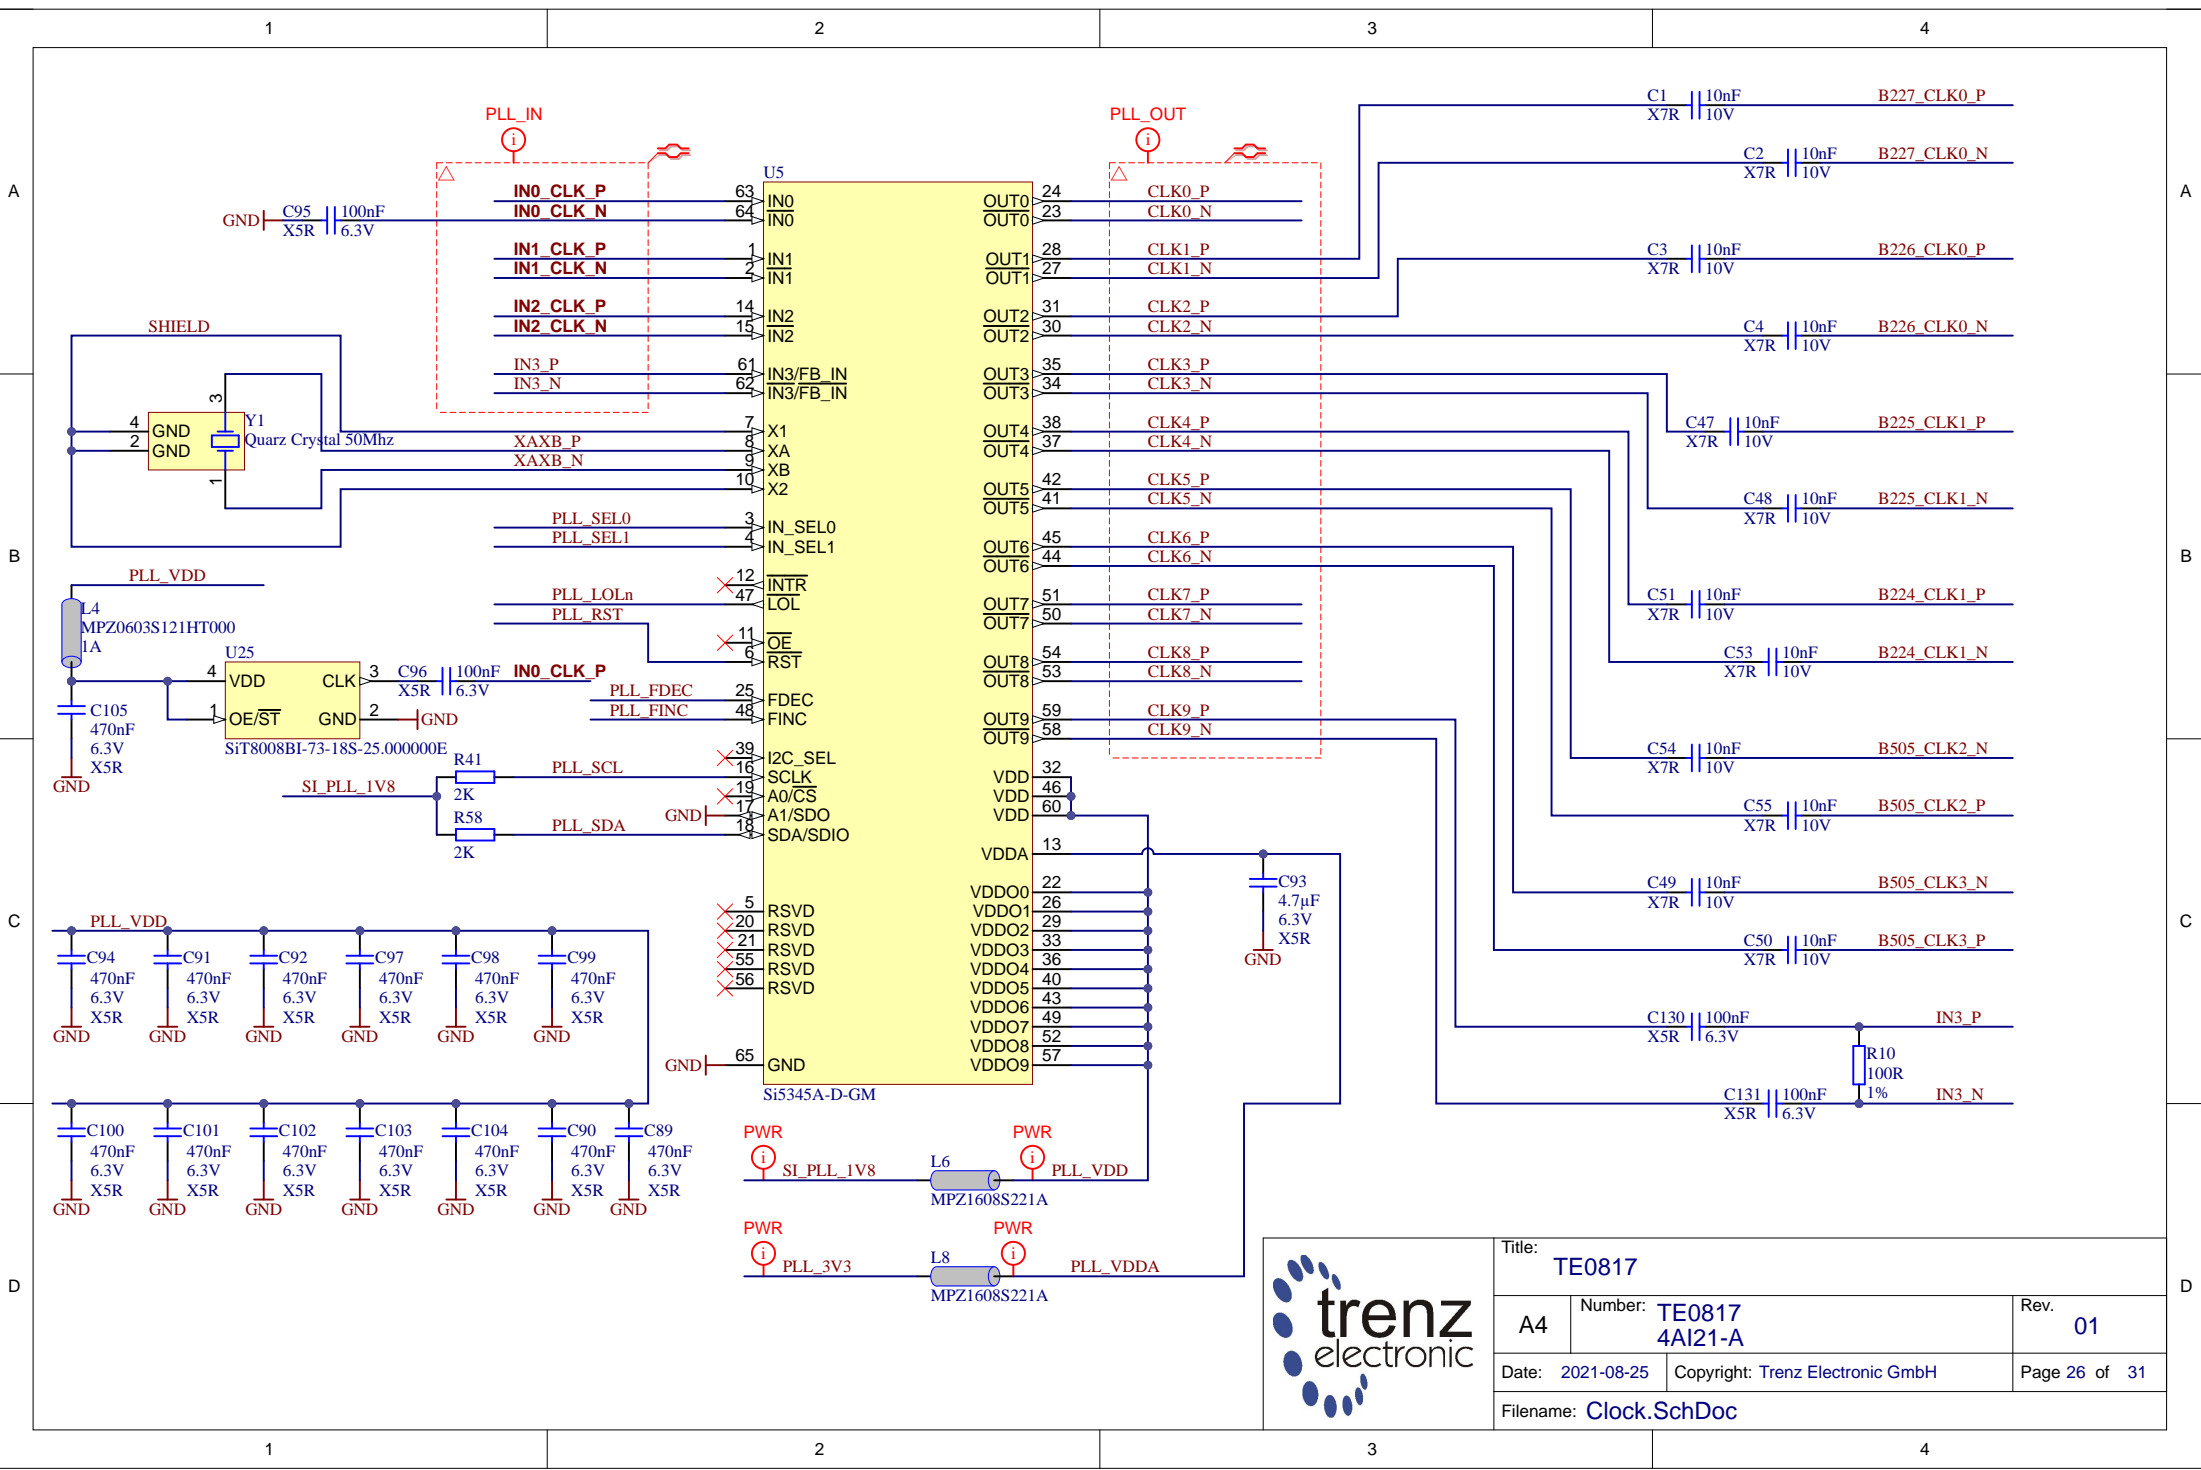 1 2 3 4
A
B
C
D
A
B
C
D
PLL_IN
i
PLL_OUT
i
U5
Si5345A-D-GM
IN0_CLK_P 63 IN0
IN0_CLK_N 64 IN0
GND C95 100nF
X5R 6.3V
IN1_CLK_P 1 IN1
IN1_CLK_N 2 IN1
IN2_CLK_P 14 IN2
IN2_CLK_N 15 IN2
IN3_P 61 IN3/FB_IN
IN3_N 62 IN3/FB_IN
SHIELD
7 X1
XAXB_P 8 XA
XAXB_N 9 XB
10 X2
3
4 GND
2 GND
1
Y1
Quarz Crystal 50Mhz
PLL_SEL0 3 IN_SEL0
PLL_SEL1 4 IN_SEL1
12 INTR
PLL_LOLn 47 LOL
PLL_RST
11 OE
6 RST
PLL_FDEC 25 FDEC
PLL_FINC 48 FINC
39 I2C_SEL
PLL_SCL 16 SCLK
19 A0/CS
GND 17 A1/SDO
PLL_SDA 18 SDA/SDIO
5 RSVD
20 RSVD
21 RSVD
55 RSVD
56 RSVD
GND 65 GND
PLL_VDD
L4
MPZ0603S121HT000
1A
U25
4 VDD CLK 3
1 OE/ST GND 2 GND
SiT8008BI-73-18S-25.000000E
C96 100nF IN0_CLK_P
X5R 6.3V
C105
470nF
6.3V
X5R
GND
SI_PLL_1V8
R41
2K
R58
2K
OUT0 24 CLK0_P
OUT0 23 CLK0_N
OUT1 28 CLK1_P
OUT1 27 CLK1_N
OUT2 31 CLK2_P
OUT2 30 CLK2_N
OUT3 35 CLK3_P
OUT3 34 CLK3_N
OUT4 38 CLK4_P
OUT4 37 CLK4_N
OUT5 42 CLK5_P
OUT5 41 CLK5_N
OUT6 45 CLK6_P
OUT6 44 CLK6_N
OUT7 51 CLK7_P
OUT7 50 CLK7_N
OUT8 54 CLK8_P
OUT8 53 CLK8_N
OUT9 59 CLK9_P
OUT9 58 CLK9_N
VDD 32
VDD 46
VDD 60
VDDA 13
VDDO0 22
VDDO1 26
VDDO2 29
VDDO3 33
VDDO4 36
VDDO5 40
VDDO6 43
VDDO7 49
VDDO8 52
VDDO9 57
C93
4.7µF
6.3V
X5R
GND
C1 10nF B227_CLK0_P
X7R 10V
C2 10nF B227_CLK0_N
X7R 10V
C3 10nF B226_CLK0_P
X7R 10V
C4 10nF B226_CLK0_N
X7R 10V
C47 10nF B225_CLK1_P
X7R 10V
C48 10nF B225_CLK1_N
X7R 10V
C51 10nF B224_CLK1_P
X7R 10V
C53 10nF B224_CLK1_N
X7R 10V
C54 10nF B505_CLK2_N
X7R 10V
C55 10nF B505_CLK2_P
X7R 10V
C49 10nF B505_CLK3_N
X7R 10V
C50 10nF B505_CLK3_P
X7R 10V
C130 100nF IN3_P
X5R 6.3V
R10
100R
1%
C131 100nF IN3_N
X5R 6.3V
PLL_VDD
C94 C91 C92 C97 C98 C99
470nF 470nF 470nF 470nF 470nF 470nF
6.3V 6.3V 6.3V 6.3V 6.3V 6.3V
X5R X5R X5R X5R X5R X5R
GND GND GND GND GND GND
C100 C101 C102 C103 C104 C90 C89
470nF 470nF 470nF 470nF 470nF 470nF 470nF
6.3V 6.3V 6.3V 6.3V 6.3V 6.3V 6.3V
X5R X5R X5R X5R X5R X5R X5R
GND GND GND GND GND GND GND
PWR PWR
i i
SI_PLL_1V8 L6 PLL_VDD
MPZ1608S221A
PWR PWR
i i
PLL_3V3 L8 PLL_VDDA
MPZ1608S221A
trenz
electronic
Title:
TE0817
A4
Number: TE0817
4AI21-A
Rev.
01
Date: 2021-08-25 Copyright: Trenz Electronic GmbH Page 26 of 31
Filename: Clock.SchDoc
1 2 3 4